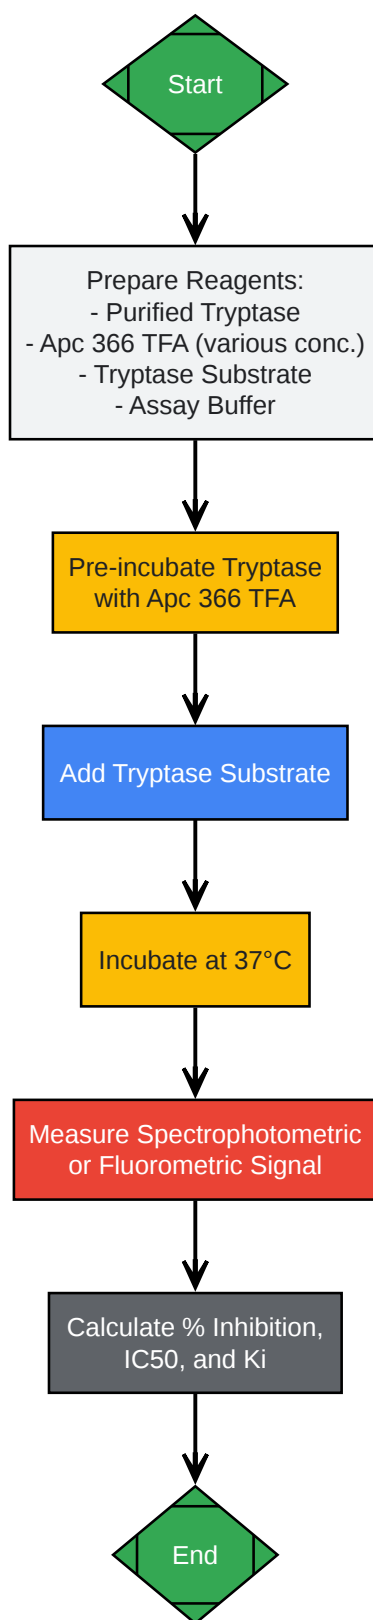 Start
Prepare Reagents:
- Purified Tryptase
- Apc 366 TFA (various conc.)
- Tryptase Substrate
- Assay Buffer
Pre-incubate Tryptase
with Apc 366 TFA
Add Tryptase Substrate
Incubate at 37°C
Measure Spectrophotometric
or Fluorometric Signal
Calculate % Inhibition,
IC50, and Ki
End